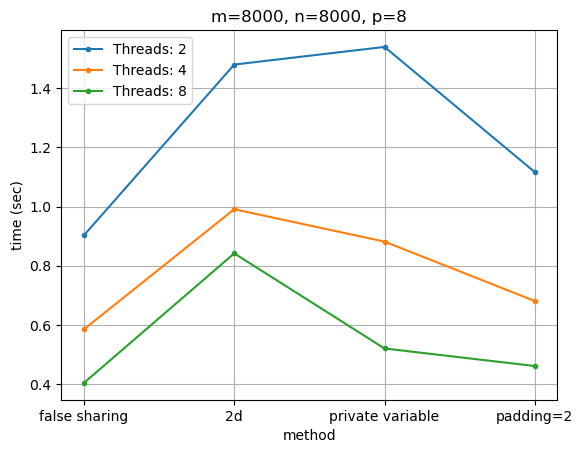 m=8000, n=8000, p=8
Threads: 2
Threads: 4
Threads: 8
time (sec)
1.4
1.2
1.0
0.8
0.6
0.4
false sharing 2d private variable padding=2
method